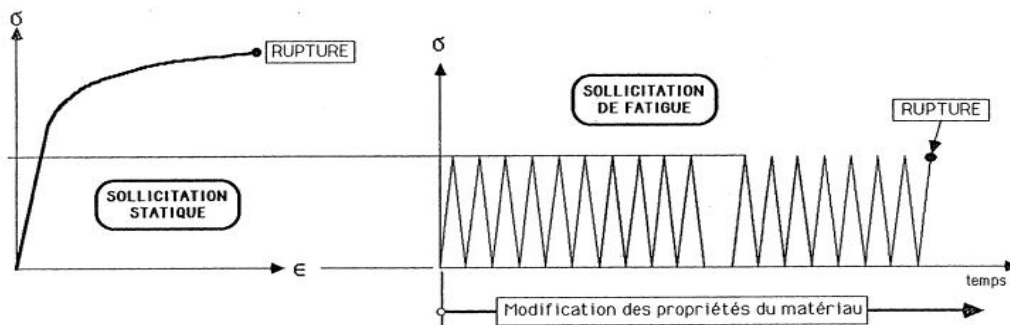 σ
RUPTURE
SOLLICITATION
STATIQUE
ϵ
σ
SOLLICITATION
DE FATIGUE
RUPTURE
temps
Modification des propriétés du matériau